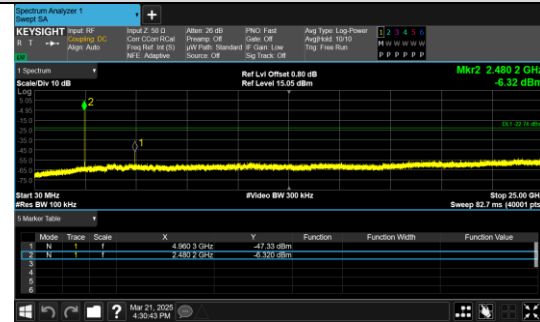 Spectrum Analyzer 1
Swept SA
+
KEYSIGHT Input: RF Input Z: 50 Ω Atten: 26 dB PNO: Fast Avg Type: Log-Power 1 2 3 4 5 6
R T Coupling: DC Corr CCorr RCal Preamp: Off Gate: Off Avg|Hold: 10/10 M W W W W W
Align: Auto Freq Ref: Int (S) µW Path: Standard IF Gain: Low Trig: Free Run P P P P P P
NFE: Adaptive Source: Off Sig Track: Off
1 Spectrum Ref Lvl Offset 0.80 dB Mkr2 2.480 2 GHz
Scale/Div 10 dB Ref Level 15.05 dBm -6.32 dBm
Log
5.05
-4.95
-15.0
DL1 -22.74 dBm
-25.0
-35.0
-45.0
-55.0
-65.0
-75.0
2
1
Start 30 MHz #Video BW 300 kHz Stop 25.00 GHz
#Res BW 100 kHz Sweep 82.7 ms (40001 pts)
5 Marker Table
Mode Trace Scale X Y Function Function Width Function Value
1 N 1 f 4.960 3 GHz -47.33 dBm
2 N 1 f 2.480 2 GHz -6.320 dBm
3
4
5
6
? Mar 21, 2025
4:30:43 PM